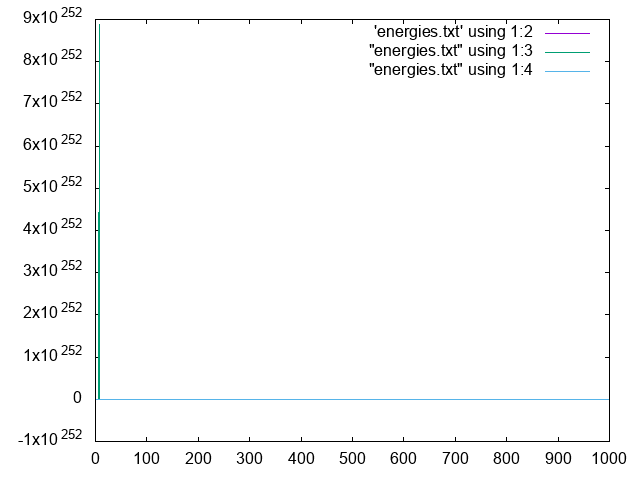 9x10^252
8x10^252
7x10^252
6x10^252
5x10^252
4x10^252
3x10^252
2x10^252
1x10^252
0
-1x10^252
0 100 200 300 400 500 600 700 800 900 1000
'energies.txt' using 1:2
"energies.txt" using 1:3
"energies.txt" using 1:4